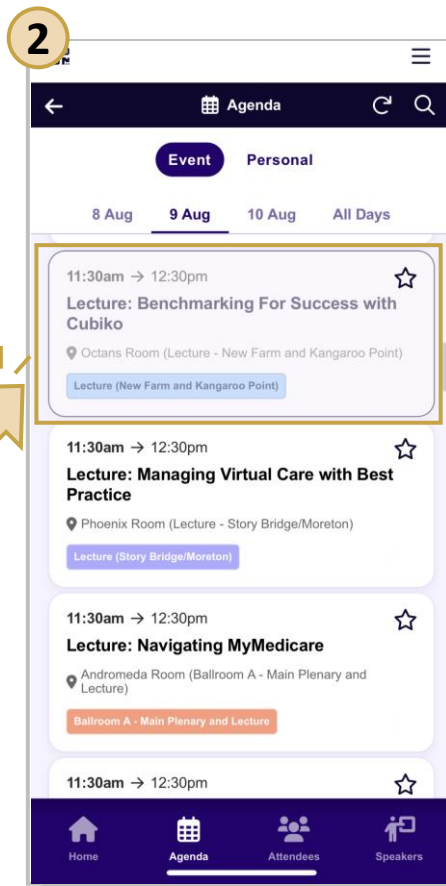 2
Agenda
Event Personal
8 Aug 9 Aug 10 Aug All Days
11:30am → 12:30pm
Lecture: Benchmarking For Success with
Cubiko
Octans Room (Lecture - New Farm and Kangaroo Point)
Lecture (New Farm and Kangaroo Point)
11:30am → 12:30pm
Lecture: Managing Virtual Care with Best
Practice
Phoenix Room (Lecture - Story Bridge/Moreton)
Lecture (Story Bridge/Moreton)
11:30am → 12:30pm
Lecture: Navigating MyMedicare
Andromeda Room (Ballroom A - Main Plenary and
Lecture)
Ballroom A - Main Plenary and Lecture
11:30am → 12:30pm
Home Agenda Attendees Speakers